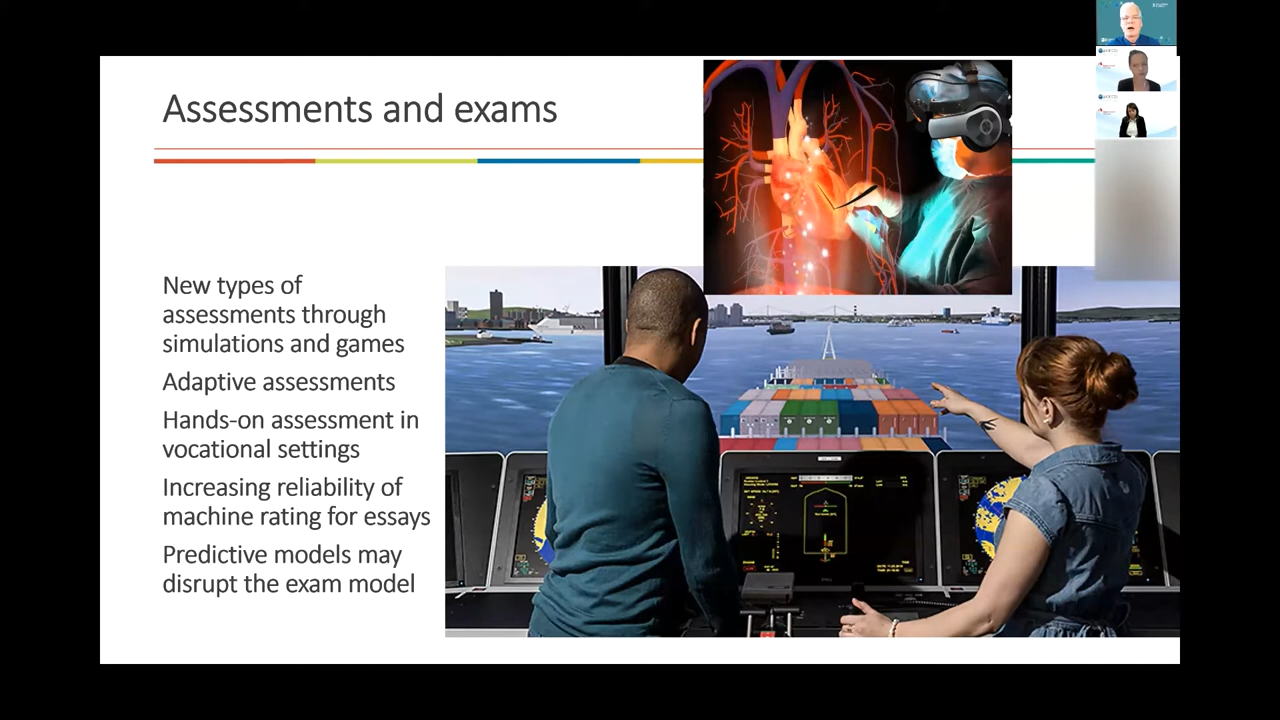 Assessments and exams
New types of
assessments through
simulations and games
Adaptive assessments
Hands-on assessment in
vocational settings
Increasing reliability of
machine rating for essays
Predictive models may
disrupt the exam model